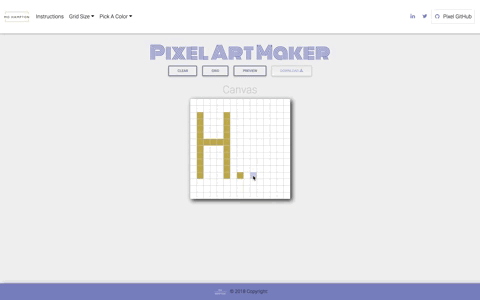 MC HAMPTON Instructions Grid Size Pick A Color Pixel GitHub
Pixel Art Maker
CLEAR GRID PREVIEW DOWNLOAD
Canvas
H.
© 2018 Copyright